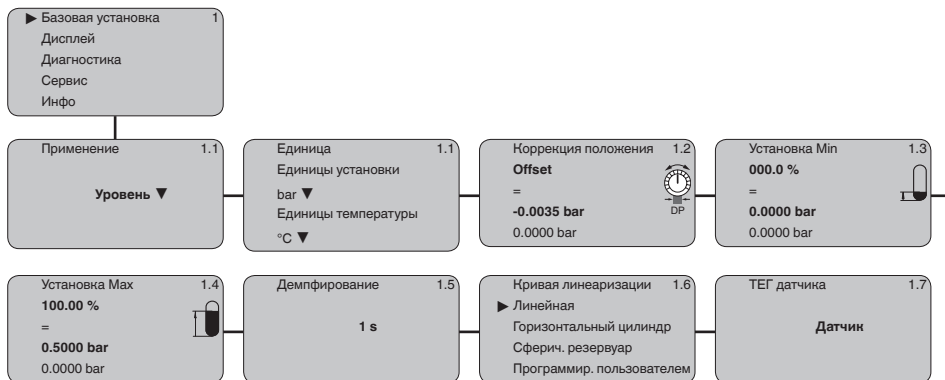 Базовая установка 1
Дисплей
Диагностика
Сервис
Инфо
Применение 1.1
Уровень ▼
Единица 1.1
Единицы установки
bar ▼
Единицы температуры
°C ▼
Коррекция положения 1.2
Offset
=
-0.0035 bar
0.0000 bar
DP
Установка Min 1.3
000.0 %
=
0.0000 bar
0.0000 bar
Установка Max 1.4
100.00 %
=
0.5000 bar
0.0000 bar
Демпфирование 1.5
1 s
Кривая линеаризации 1.6
Линейная
Горизонтальный цилиндр
Сферич. резервуар
Программир. пользователем
ТЕГ датчика 1.7
Датчик